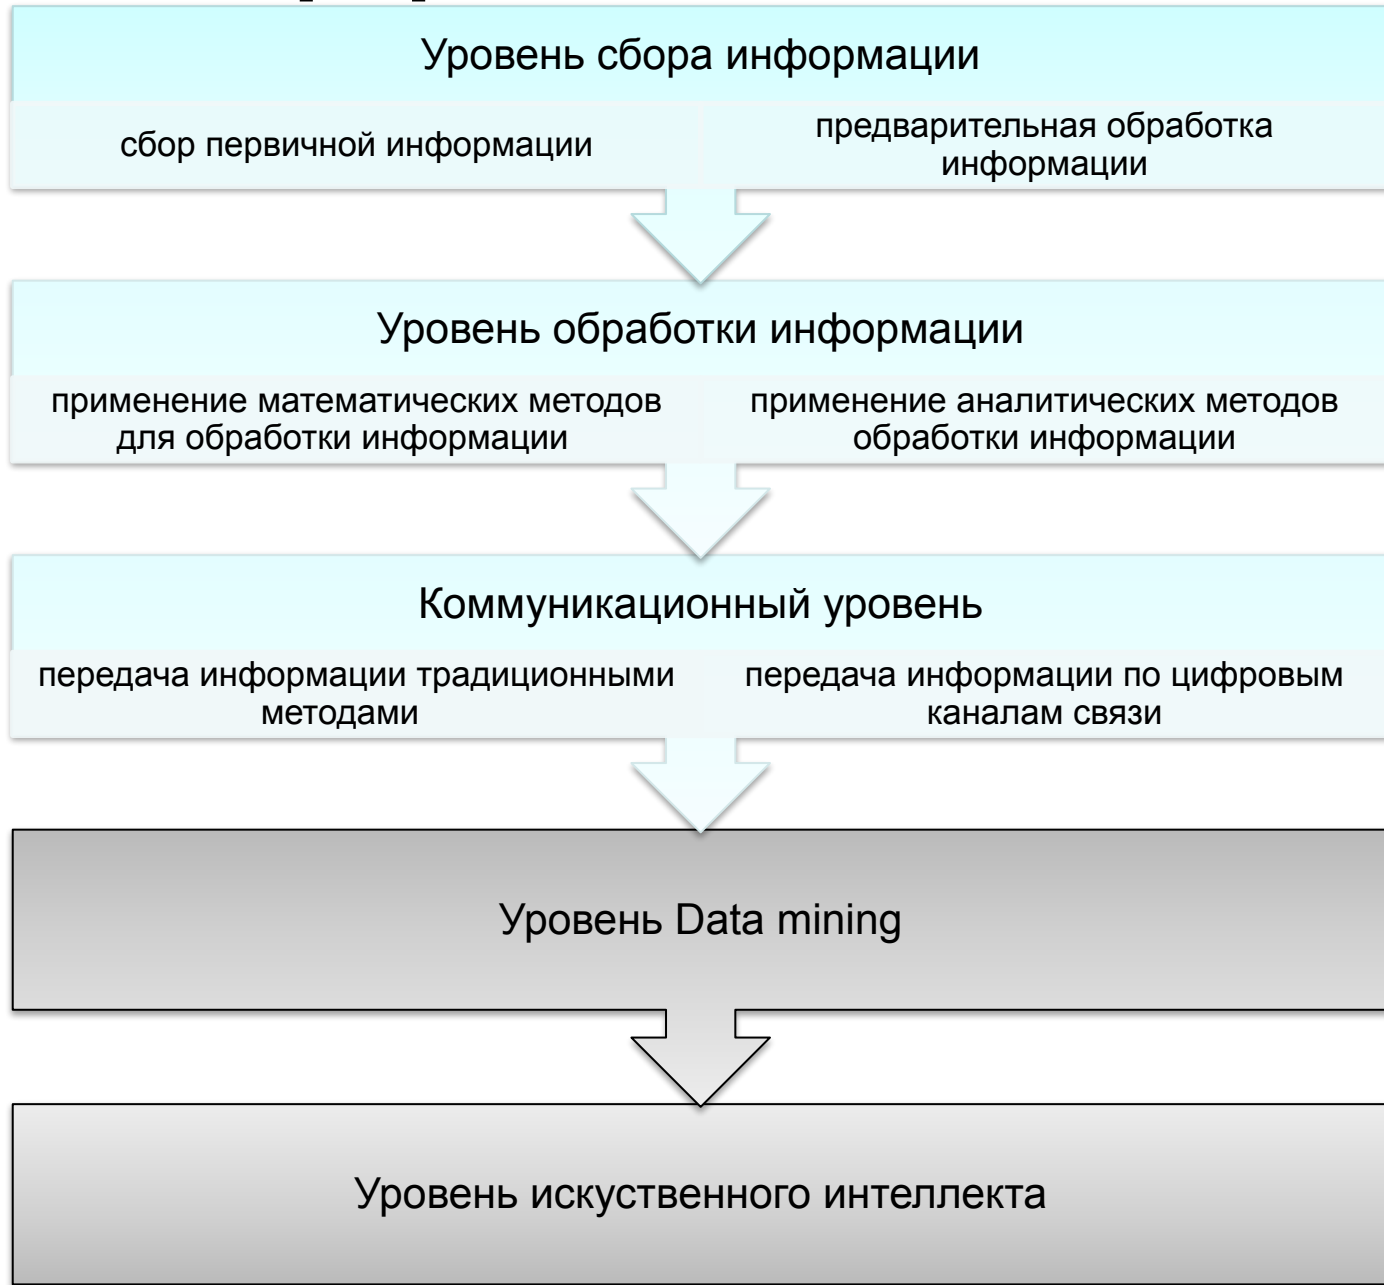 Уровень сбора информации
сбор первичной информации
предварительная обработка
информации
Уровень обработки информации
применение математических методов
для обработки информации
применение аналитических методов
обработки информации
Коммуникационный уровень
передача информации традиционными
методами
передача информации по цифровым
каналам связи
Уровень Data mining
Уровень искуственного интеллекта